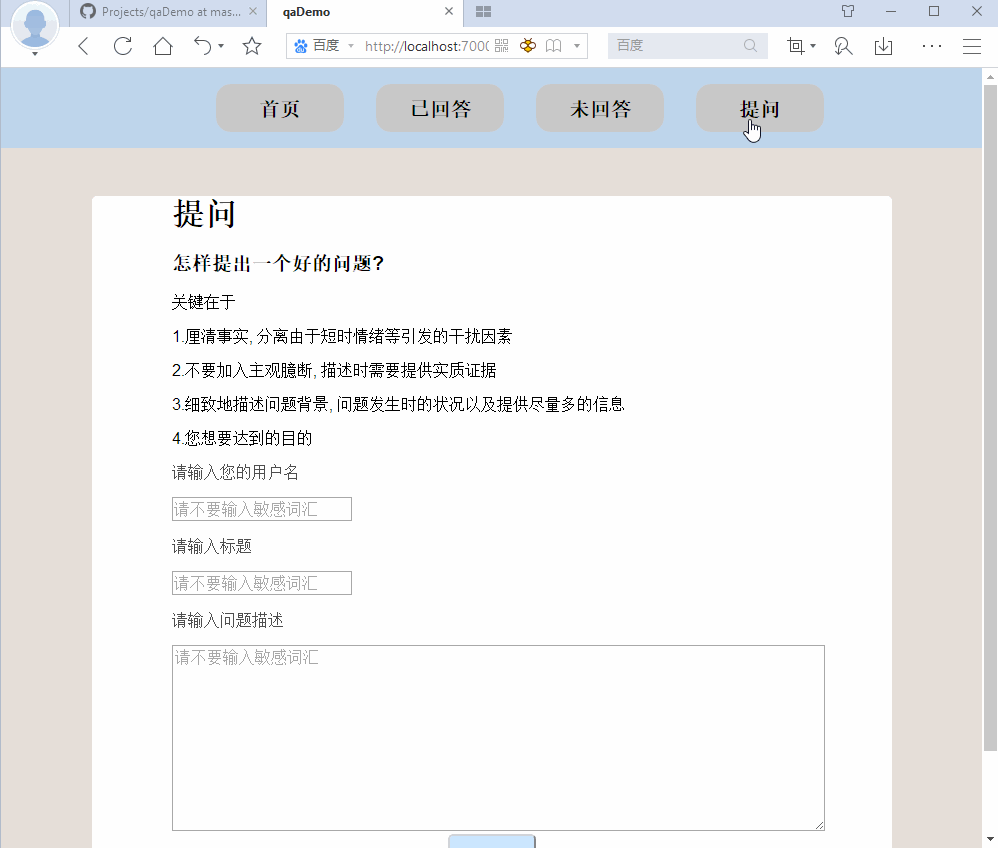 Projects/qaDemo at mas...
qaDemo
百度
http://localhost:7000
百度
首页
已回答
未回答
提问
提问
怎样提出一个好的问题?
关键在于
1.厘清事实, 分离由于短时情绪等引发的干扰因素
2.不要加入主观臆断, 描述时需要提供实质证据
3.细致地描述问题背景, 问题发生时的状况以及提供尽量多的信息
4.您想要达到的目的
请输入您的用户名
请不要输入敏感词汇
请输入标题
请不要输入敏感词汇
请输入问题描述
请不要输入敏感词汇